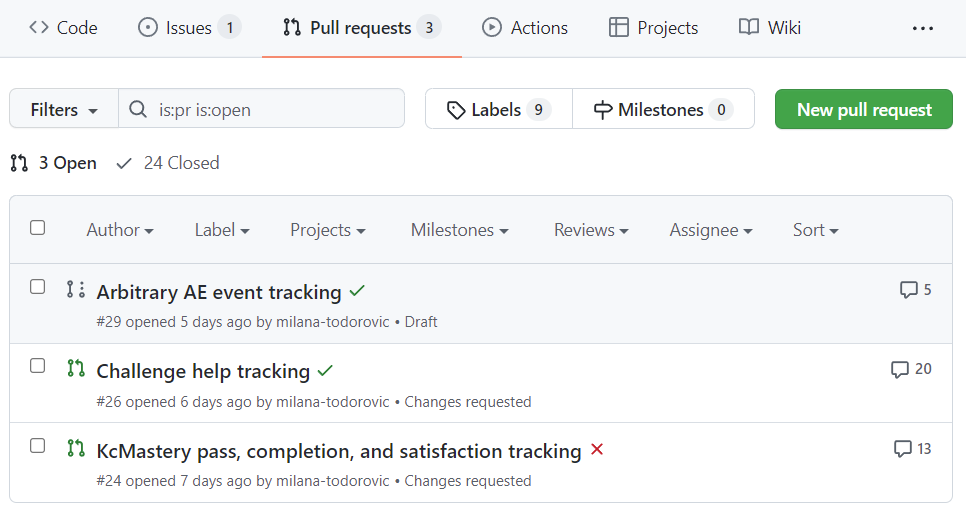 Code Issues 1 Pull requests 3 Actions Projects Wiki ...
Filters is:pr is:open Labels 9 Milestones 0 New pull request
3 Open 24 Closed
Author Label Projects Milestones Reviews Assignee Sort
Arbitrary AE event tracking 5
#29 opened 5 days ago by milana-todorovic • Draft
Challenge help tracking 20
#26 opened 6 days ago by milana-todorovic • Changes requested
KcMastery pass, completion, and satisfaction tracking 13
#24 opened 7 days ago by milana-todorovic • Changes requested